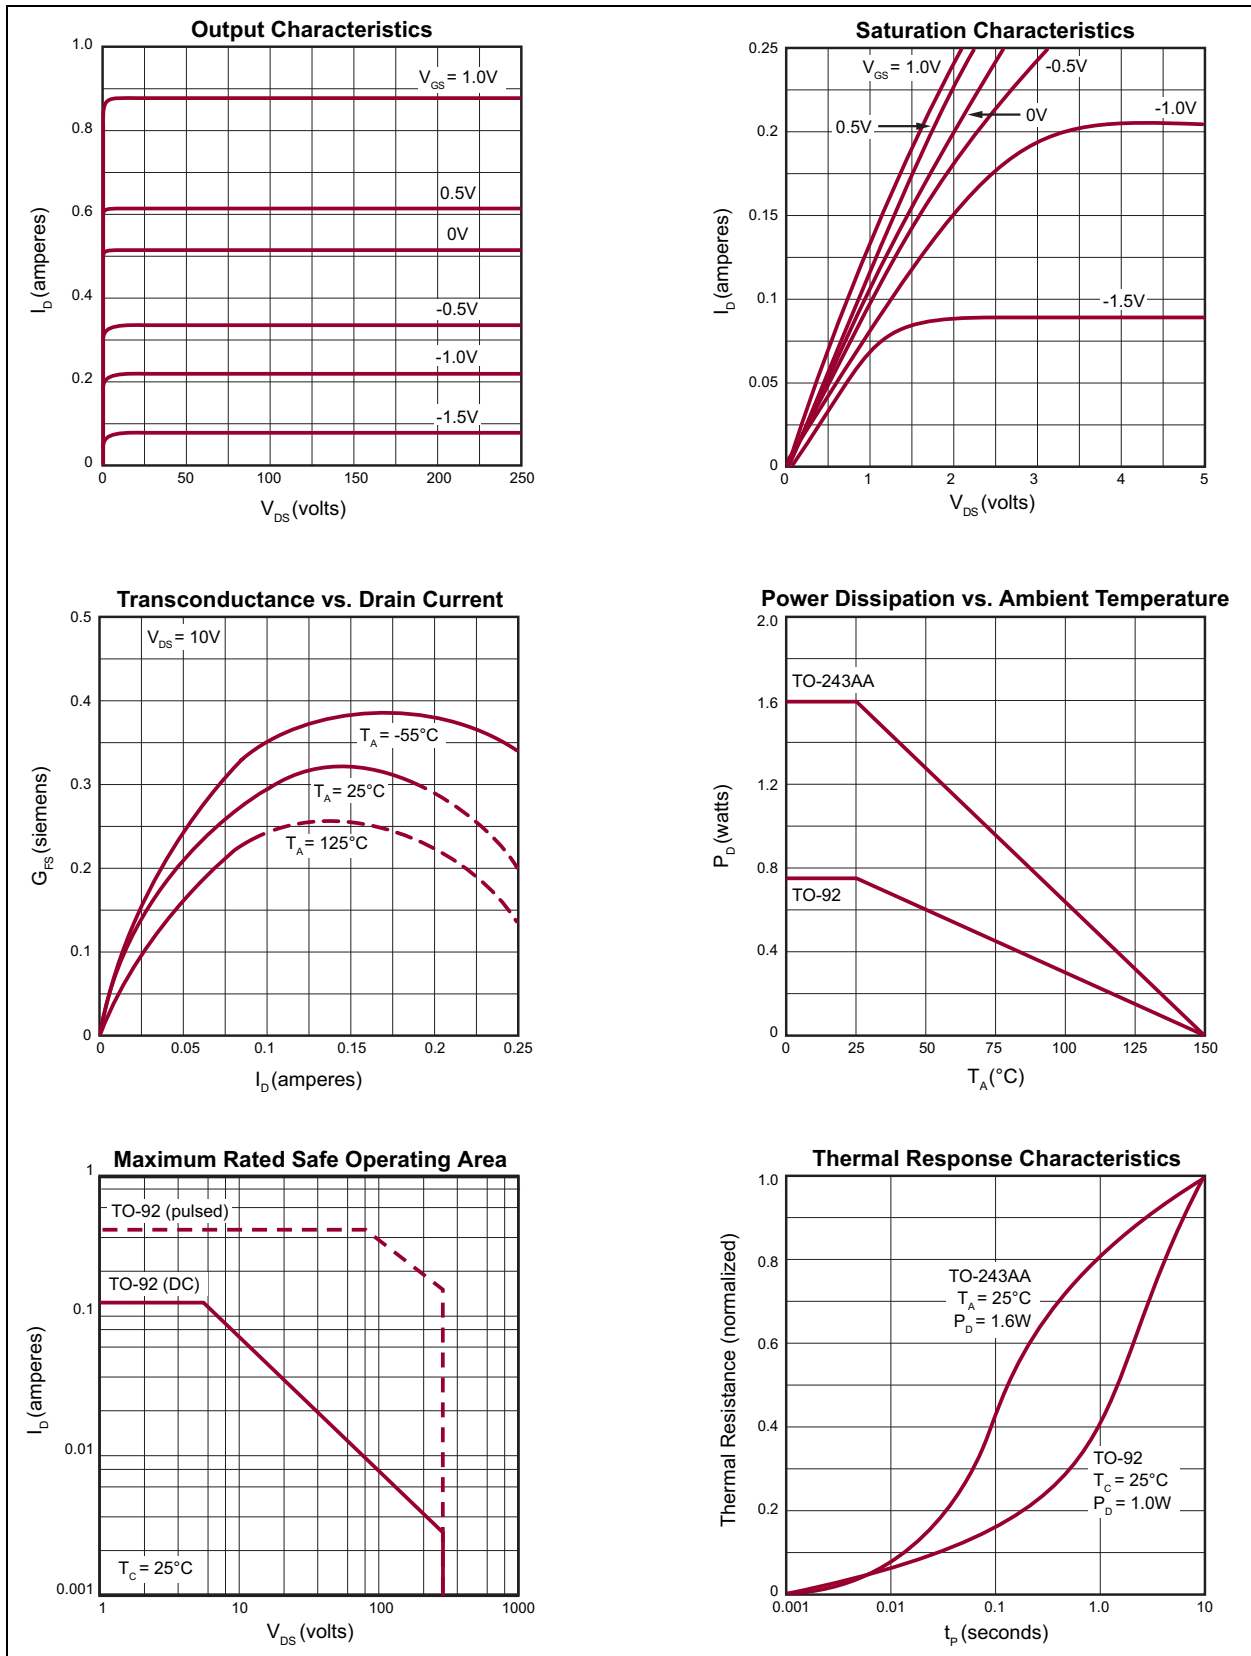 Output Characteristics
1.0
0.8
0.6
0.4
0.2
0
I_D (amperes)
V_GS = 1.0V
0.5V
0V
-0.5V
-1.0V
-1.5V
0 50 100 150 200 250
V_DS (volts)
Saturation Characteristics
0.25
0.2
0.15
0.1
0.05
0
I_D (amperes)
V_GS = 1.0V
-0.5V
0.5V
0V
-1.0V
-1.5V
0 1 2 3 4 5
V_DS (volts)
Transconductance vs. Drain Current
0.5
0.4
0.3
0.2
0.1
0
G_FS (siemens)
V_DS = 10V
T_A = -55°C
T_A = 25°C
T_A = 125°C
0 0.05 0.1 0.15 0.2 0.25
I_D (amperes)
Power Dissipation vs. Ambient Temperature
2.0
1.6
1.2
0.8
0.4
0
P_D (watts)
TO-243AA
TO-92
0 25 50 75 100 125 150
T_A (°C)
Maximum Rated Safe Operating Area
1
0.1
0.01
0.001
I_D (amperes)
TO-92 (pulsed)
TO-92 (DC)
T_C = 25°C
1 10 100 1000
V_DS (volts)
Thermal Response Characteristics
1.0
0.8
0.6
0.4
0.2
0
Thermal Resistance (normalized)
TO-243AA
T_A = 25°C
P_D = 1.6W
TO-92
T_C = 25°C
P_D = 1.0W
0.001 0.01 0.1 1.0 10
t_P (seconds)